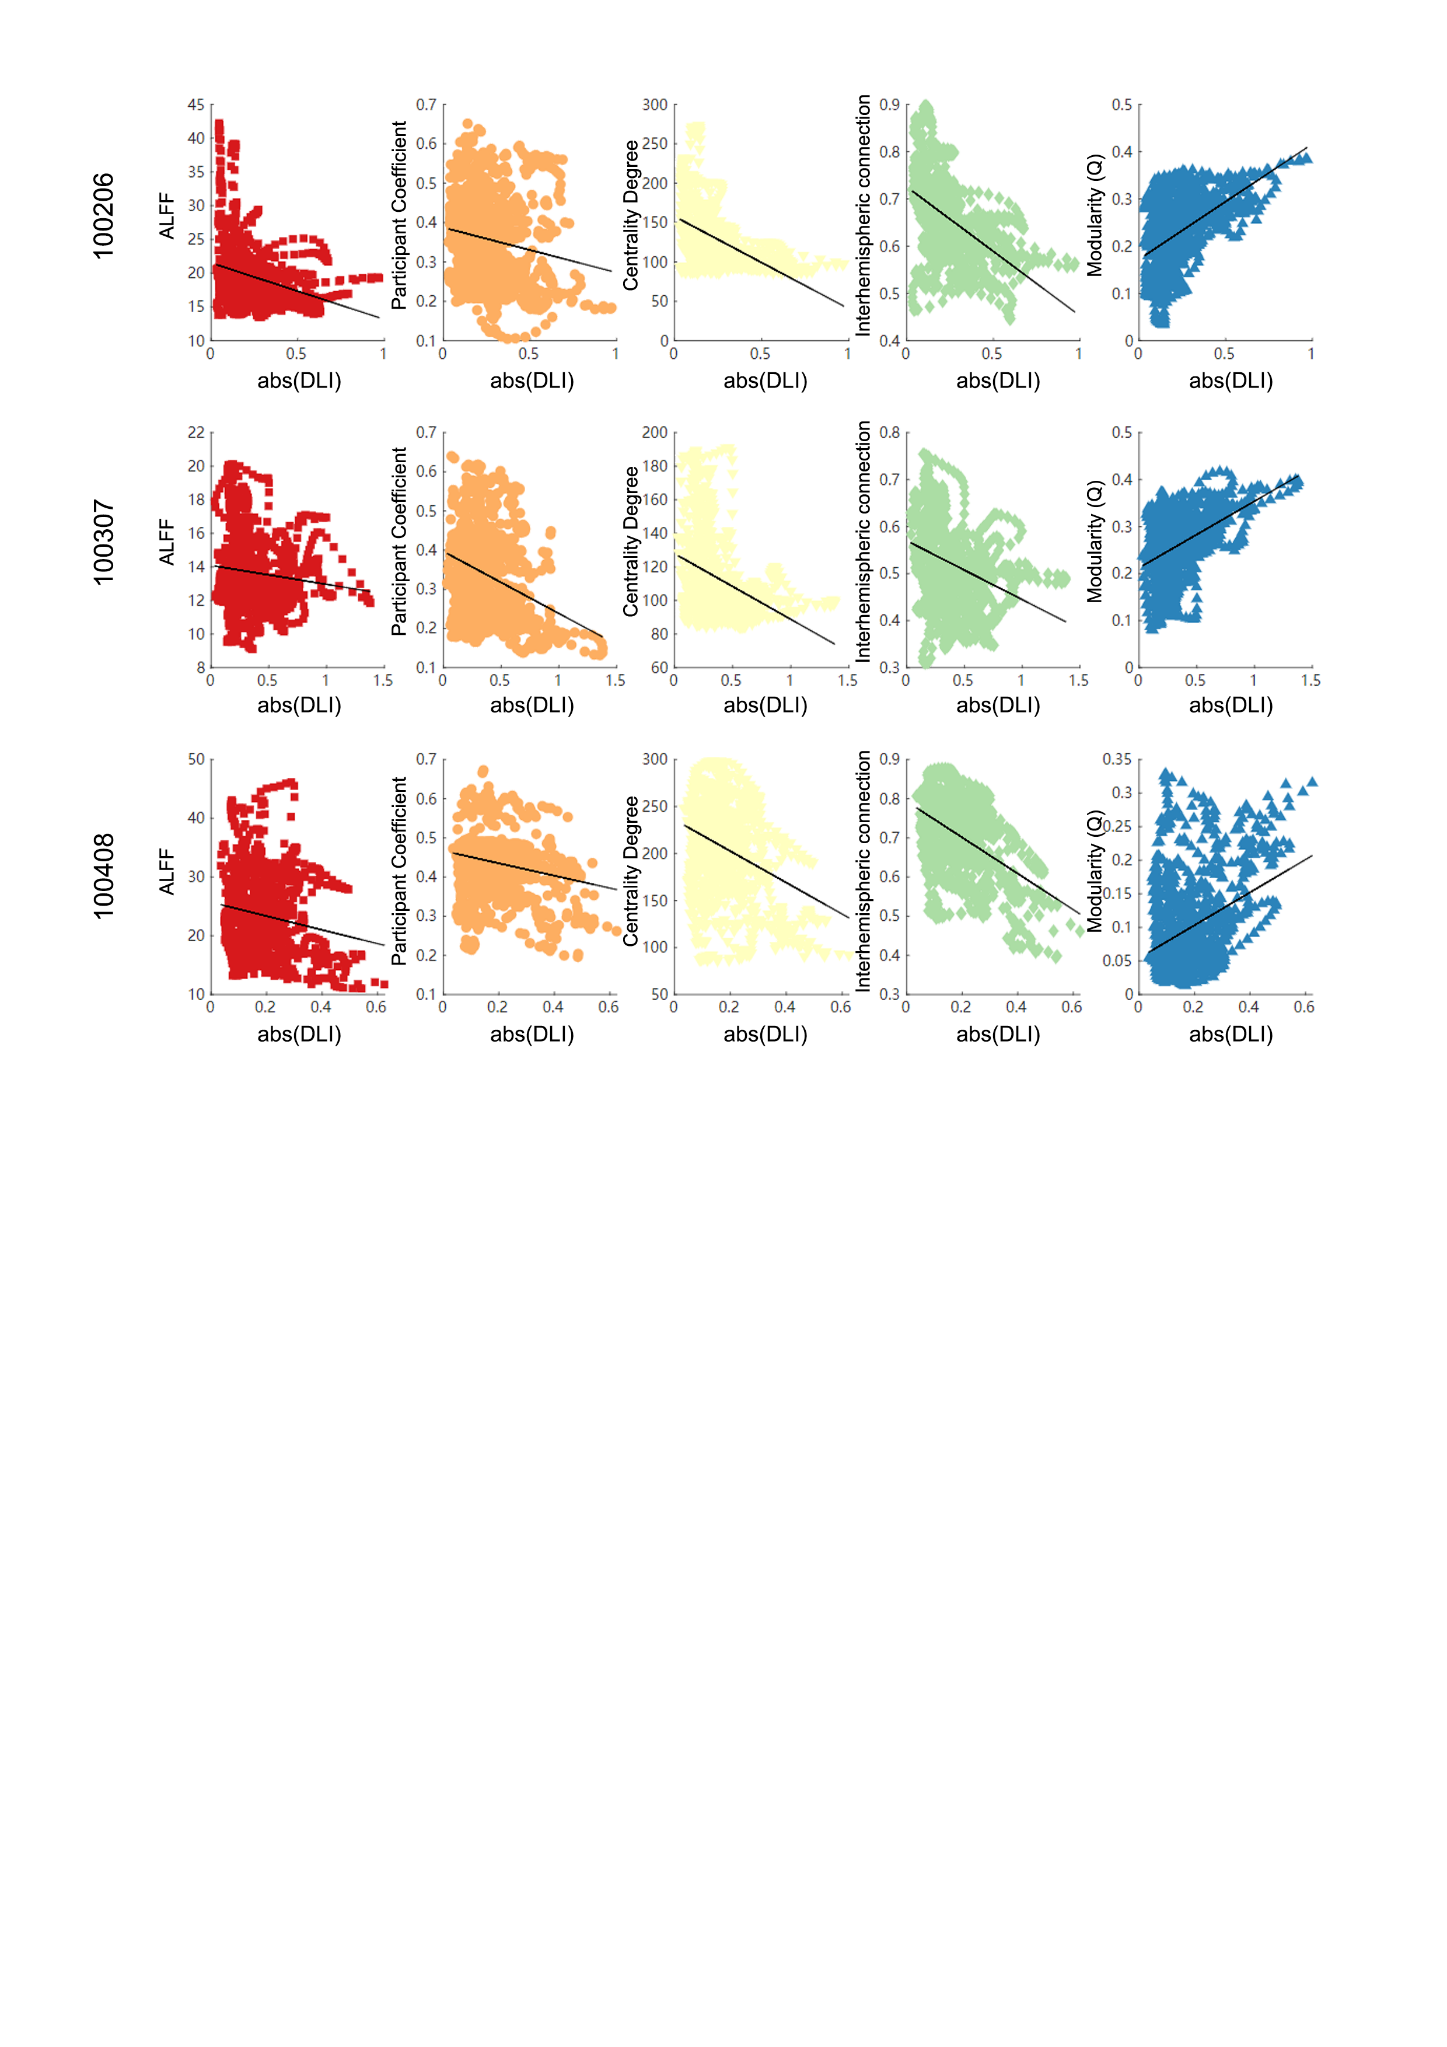 100206
ALFF
45
40
35
30
25
20
15
10
0 0.5 1
abs(DLI)
Participant Coefficient
0.7
0.6
0.5
0.4
0.3
0.2
0.1
0.5 1
abs(DLI)
Centrality Degree
300
250
200
150
100
50
0
0 0.5 1
abs(DLI)
Interhemispheric connection
0.9
0.8
0.7
0.6
0.5
0.4
0 0.5 1
abs(DLI)
Modularity (Q)
0.5
0.4
0.3
0.2
0.1
0
0 0.5 1
abs(DLI)
100307
ALFF
22
20
18
16
14
12
10
8
0 0.5 1 1.5
abs(DLI)
Participant Coefficient
0.7
0.6
0.5
0.4
0.3
0.2
0.1
0 0.5 1 1.5
abs(DLI)
Centrality Degree
200
180
160
140
120
100
80
60
0 0.5 1 1.5
abs(DLI)
Interhemispheric connection
0.8
0.7
0.6
0.5
0.4
0.3
0 0.5 1 1.5
abs(DLI)
Modularity (Q)
0.5
0.4
0.3
0.2
0.1
0
0 0.5 1 1.5
abs(DLI)
100408
ALFF
50
40
30
20
10
0 0.2 0.4 0.6
abs(DLI)
Participant Coefficient
0.7
0.6
0.5
0.4
0.3
0.2
0.1
0 0.2 0.4 0.6
abs(DLI)
Centrality Degree
300
250
200
150
100
50
0 0.2 0.4 0.6
abs(DLI)
Interhemispheric connection
0.9
0.8
0.7
0.6
0.5
0.4
0.3
0 0.2 0.4 0.6
abs(DLI)
Modularity (Q)
0.35
0.3
0.25
0.2
0.15
0.1
0.05
0
0 0.2 0.4 0.6
abs(DLI)